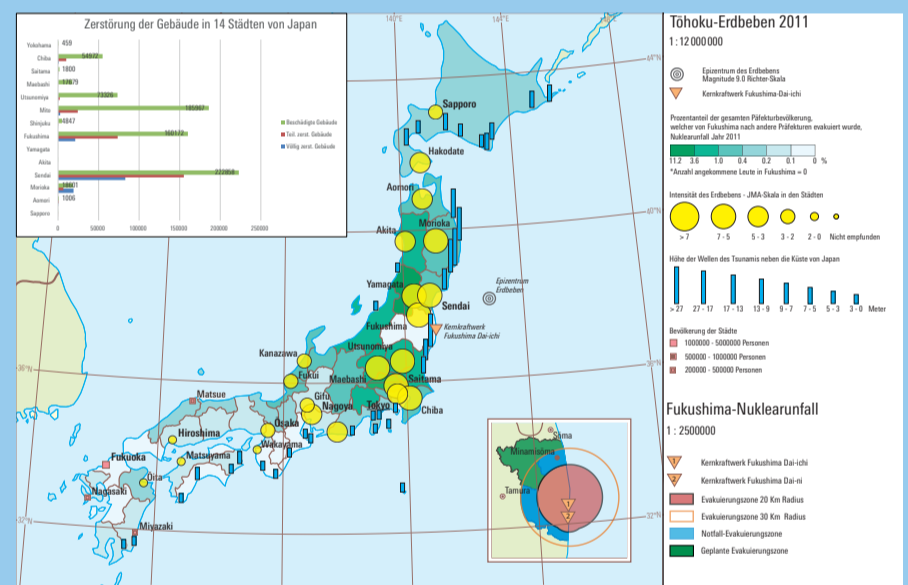 Zerstörung der Gebäude in 14 Städten von Japan
Yokohama 459
Chiba 54972
Saitama 1800
Maebashi 17679
Utsunomiya 73326
Mito 185967
Shinjuku 4847
Fukushima
Yamagata
Akita
Sendai
Morioka
Aomori 1006
Sapporo
0 50000 100000 150000 200000 250000
Beschädigte Gebäude
Teil. zerst. Gebäude
Völlig zerst. Gebäude
140°E
144°E
44°N
40°N
36°N
36°N
32°N
32°N
Sapporo
Hakodate
Aomori
Akita
Morioka
Yamagata
Sendai
Epizentrum
Erdbeben
Fukushima
Kernkraftwerk
Fukushima Dai-ichi
Utsunomiya
Kanazawa
Fukui
Maebashi
Saitama
Matsue
Gifu
Nagoya
Tokyo
Chiba
Hiroshima
Osaka
Wakayama
Fukuoka
Matsuyama
Oita
Nagasaki
Miyazaki
Sōma
Minamisōma
Tamura
1
2
Tōhoku-Erdbeben 2011
1 : 12 000 000
Epizentrum des Erdbebens
Magnitude 9.0 Richter-Skala
Kernkraftwerk Fukushima-Dai-ichi
Prozentanteil der gesamten Päfekturbevölkerung,
welcher von Fukushima nach andere Präfekturen evakuiert wurde,
Nuklearunfall Jahr 2011
11.2 3.6 1.0 0.4 0.2 0.1 0 %
*Anzahl angekommene Leute in Fukushima = 0
Intensität des Erdbebens - JMA-Skala in den Städten
> 7 7 - 5 5 - 3 3 - 2 2 - 0 Nicht empfunden
Höhe der Wellen des Tsunamis neben die Küste von Japan
> 27 27 - 17 17 - 13 13 - 9 9 - 7 7 - 5 5 - 3 3 - 0 Meter
Bevölkerung der Städte
1000000 - 5000000 Personen
500000 - 1000000 Personen
200000 - 500000 Personen
Fukushima-Nuklearunfall
1 : 2500000
1 Kernkraftwerk Fukushima Dai-ichi
2 Kernkraftwerk Fukushima Dai-ni
Evakuierungszone 20 Km Radius
Evakuierungszone 30 Km Radius
Notfall-Evakuierungszone
Geplante Evakuierungszone